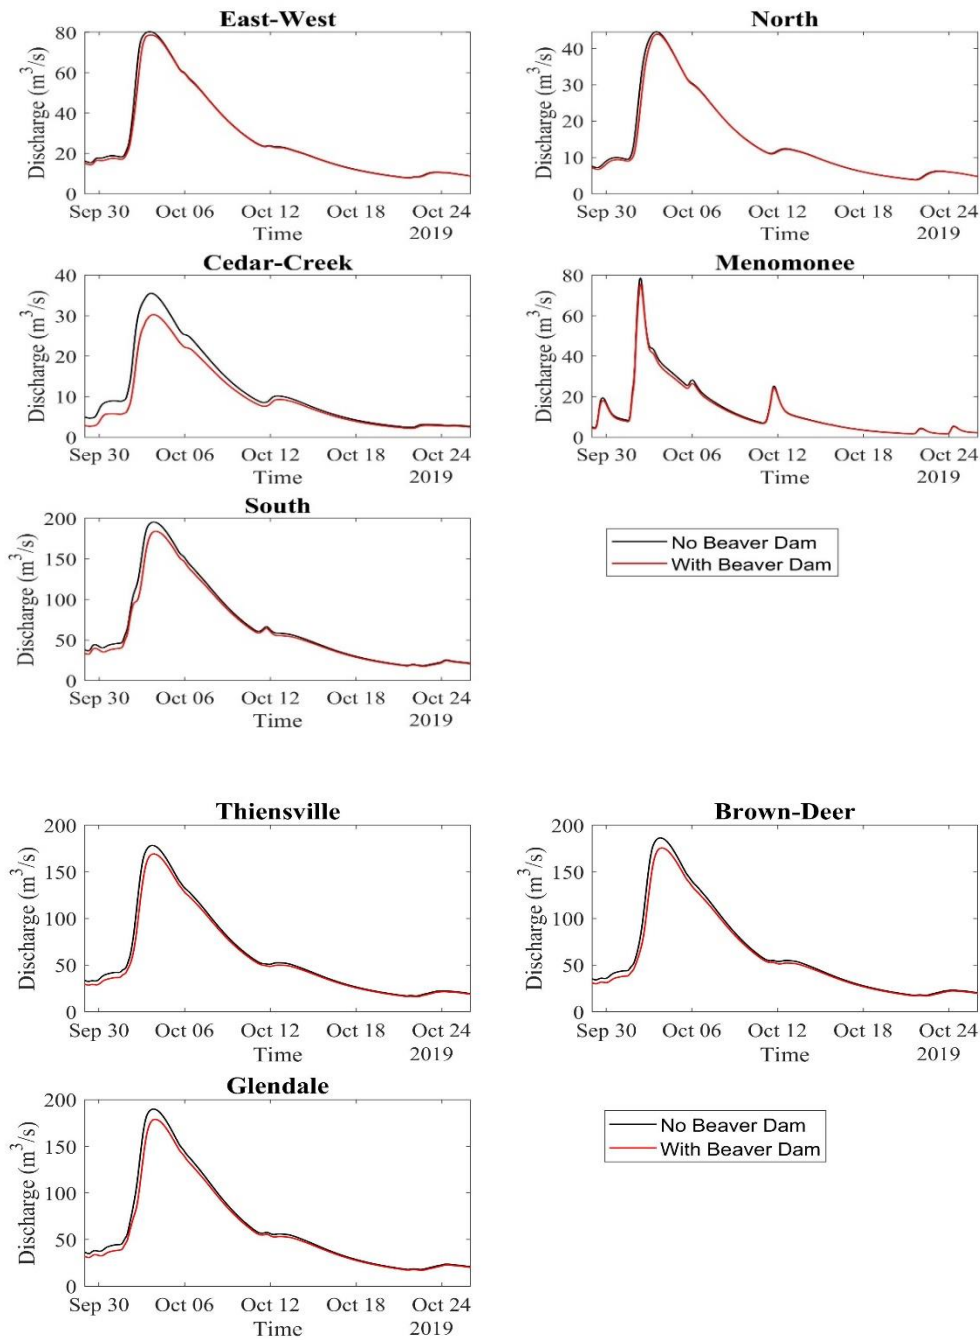 East-West
Discharge (m³/s)
80
60
40
20
0
Sep 30 Oct 06 Oct 12 Oct 18 Oct 24
Time 2019
North
Discharge (m³/s)
40
30
20
10
0
Sep 30 Oct 06 Oct 12 Oct 18 Oct 24
Time 2019
Cedar-Creek
Discharge (m³/s)
40
30
20
10
0
Sep 30 Oct 06 Oct 12 Oct 18 Oct 24
Time 2019
Menomonee
Discharge (m³/s)
80
60
40
20
0
Sep 30 Oct 06 Oct 12 Oct 18 Oct 24
Time 2019
South
Discharge (m³/s)
200
150
100
50
0
Sep 30 Oct 06 Oct 12 Oct 18 Oct 24
Time 2019
No Beaver Dam
With Beaver Dam
Thiensville
Discharge (m³/s)
200
150
100
50
0
Sep 30 Oct 06 Oct 12 Oct 18 Oct 24
Time 2019
Brown-Deer
Discharge (m³/s)
200
150
100
50
0
Sep 30 Oct 06 Oct 12 Oct 18 Oct 24
Time 2019
Glendale
Discharge (m³/s)
200
150
100
50
0
Sep 30 Oct 06 Oct 12 Oct 18 Oct 24
Time 2019
No Beaver Dam
With Beaver Dam